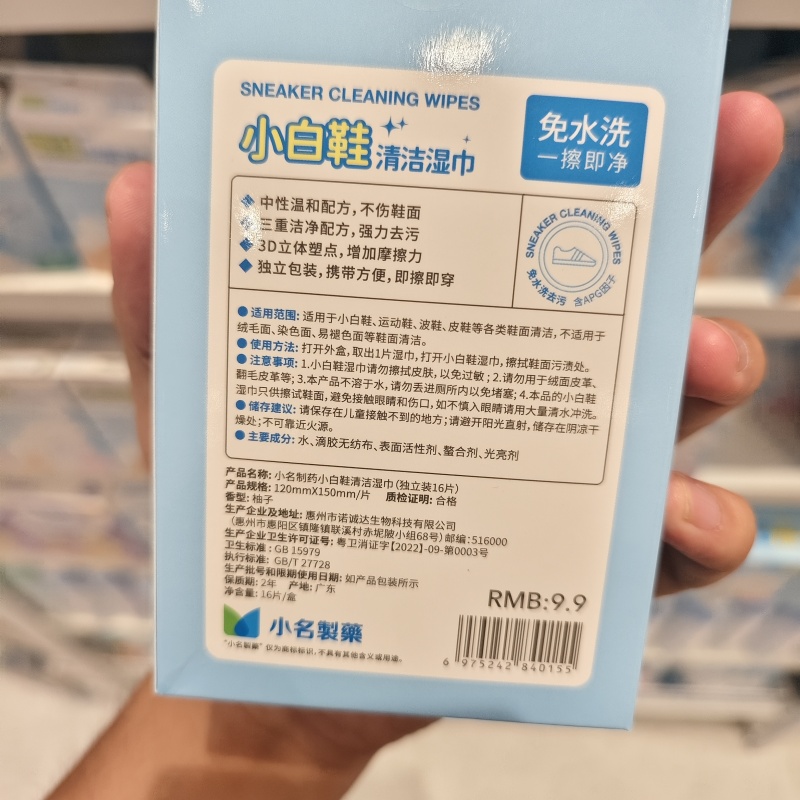 SNEAKER CLEANING WIPES
小白鞋清洁湿巾
免水洗
一擦即净
◆ 中性温和配方，不伤鞋面
◆ 三重洁净配方，强力去污
◆ 3D立体塑点，增加摩擦力
◆ 独立包装，携带方便，即擦即穿
SNEAKER CLEANING WIPES
免水洗去污 含APG因子
● 适用范围: 适用于小白鞋、运动鞋、波鞋、皮鞋等各类鞋面清洁，不适用于
绒毛面、染色面、易褪色面等鞋面清洁。
● 使用方法: 打开外盒，取出1片湿巾，打开小白鞋湿巾，擦拭鞋面污渍处。
● 注意事项: 1.小白鞋湿巾请勿擦拭皮肤，以免过敏；2.请勿用于绒面皮革、
翻毛皮革等；3.本产品不溶于水，请勿丢进厕所内以免堵塞；4.本品的小白鞋
湿巾只供擦试鞋面，避免接触眼睛和伤口，如不慎入眼睛请用大量清水冲洗。
● 储存建议: 请保存在儿童接触不到的地方；请避开阳光直射，储存在阴凉干
燥处；不可靠近火源。
● 主要成分: 水、滴胶无纺布、表面活性剂、螯合剂、光亮剂
产品名称: 小名制药小白鞋清洁湿巾（独立装16片）
产品规格: 120mmX150mm/片 质检证明: 合格
香型: 柚子
生产企业及地址: 惠州市诺诚达生物科技有限公司
（惠州市惠阳区镇隆镇联溪村赤坭陂小组68号）邮编: 516000
生产企业卫生许可证号: 粤卫消证字【2022】-09-第0003号
卫生标准: GB 15979
执行标准: GB/T 27728
生产批号和限期使用日期: 如产品包装所示
保质期: 2年 产地: 广东
净含量: 16片/盒
小名製藥
"小名製藥"仅为商标标识，不具有其他含义或用途。
RMB:9.9
6 975242 840155